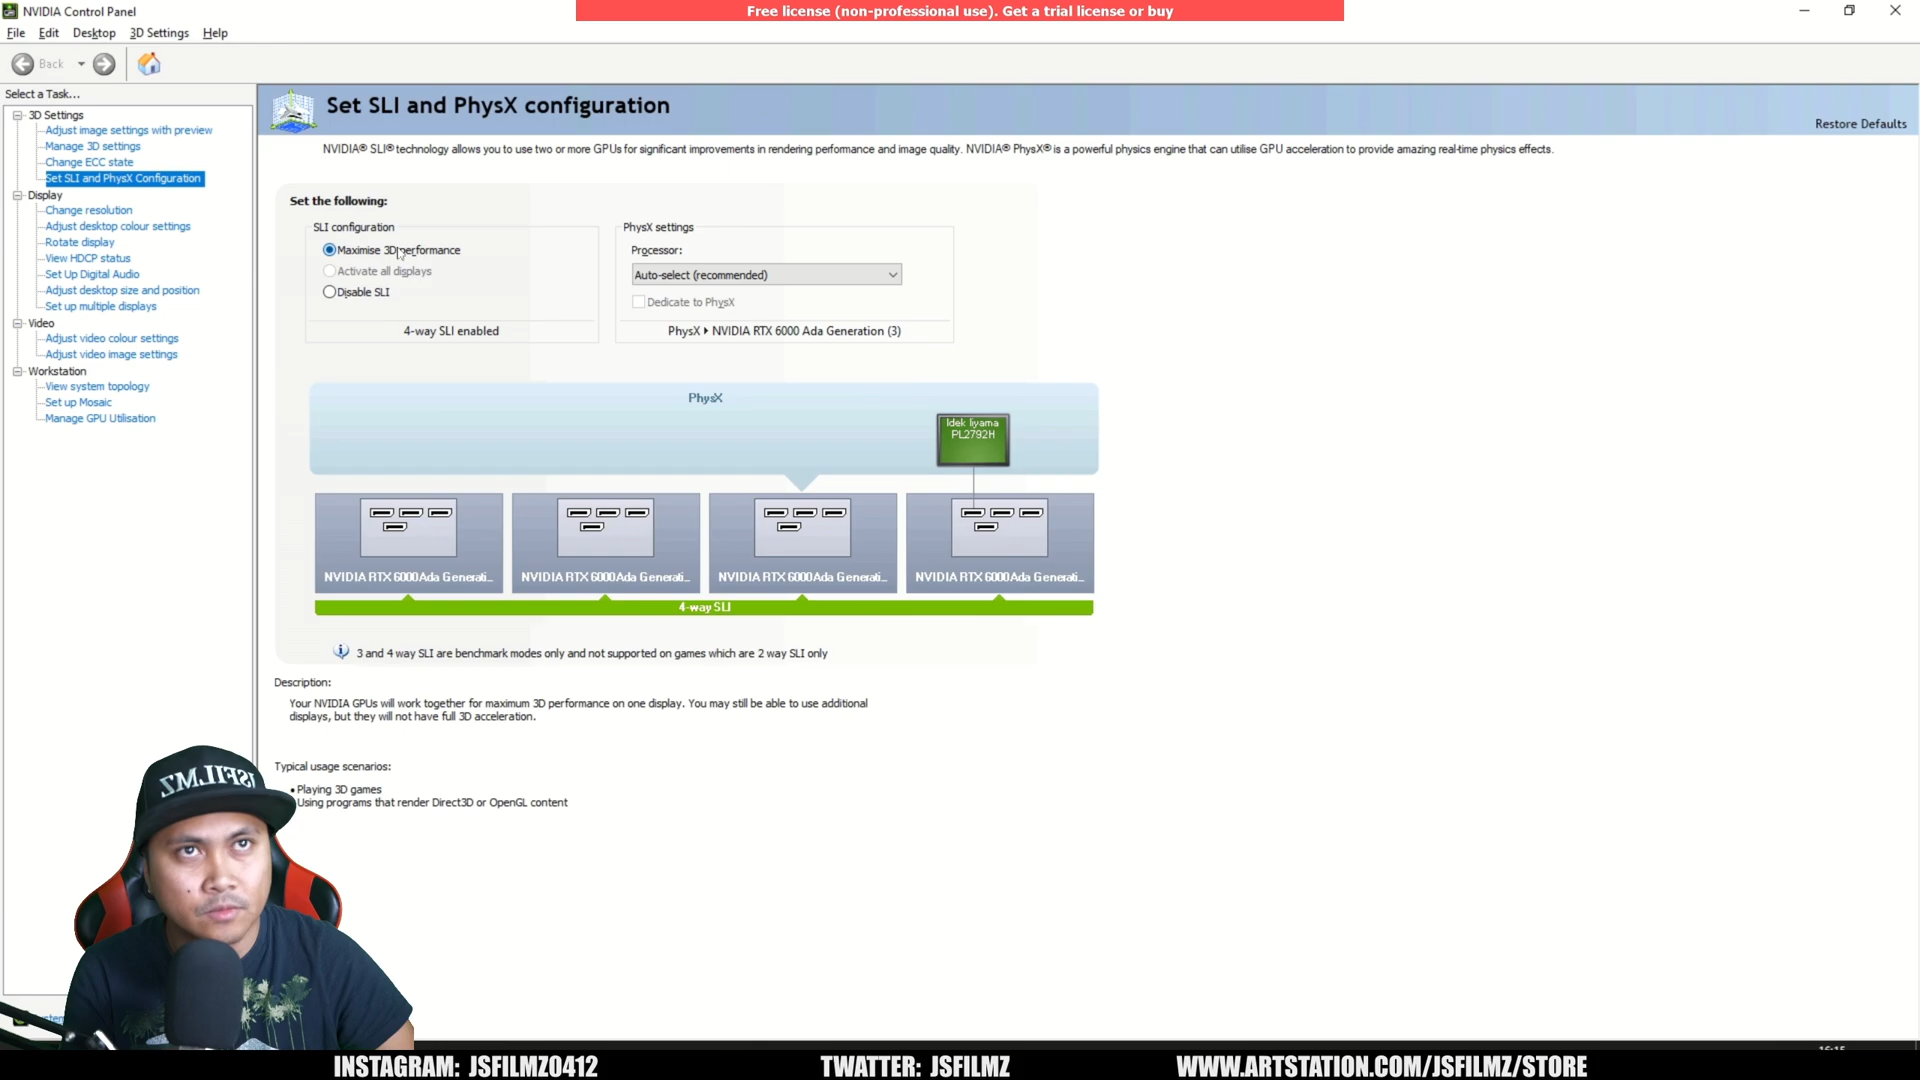 NVIDIA Control Panel
Free license (non-professional use). Get a trial license or buy
File Edit Desktop 3D Settings Help
Back
Select a Task...
3D Settings
Adjust image settings with preview
Manage 3D settings
Change ECC state
Set SLI and PhysX Configuration
Display
Change resolution
Adjust desktop colour settings
Rotate display
View HDCP status
Set Up Digital Audio
Adjust desktop size and position
Set up multiple displays
Video
Adjust video colour settings
Adjust video image settings
Workstation
View system topology
Set up Mosaic
Manage GPU Utilisation
Set SLI and PhysX configuration
Restore Defaults
NVIDIA® SLI® technology allows you to use two or more GPUs for significant improvements in rendering performance and image quality. NVIDIA® PhysX® is a powerful physics engine that can utilise GPU acceleration to provide amazing real-time physics effects.
Set the following:
SLI configuration
Maximise 3D performance
Activate all displays
Disable SLI
4-way SLI enabled
PhysX settings
Processor:
Auto-select (recommended)
Dedicate to PhysX
PhysX NVIDIA RTX 6000 Ada Generation (3)
PhysX
Idek Iiyama
PL2792H
NVIDIA RTX 6000 Ada Generati...
NVIDIA RTX 6000 Ada Generati...
NVIDIA RTX 6000 Ada Generati...
NVIDIA RTX 6000 Ada Generati...
4-way SLI
3 and 4 way SLI are benchmark modes only and not supported on games which are 2 way SLI only
Description:
Your NVIDIA GPUs will work together for maximum 3D performance on one display. You may still be able to use additional
displays, but they will not have full 3D acceleration.
Typical usage scenarios:
• Playing 3D games
Using programs that render Direct3D or OpenGL content
JSFILMZ
INSTAGRAM: JSFILMZ0412
TWATTER: JSFILMZ
WWW.ARTSTATION.COM/JSFILMZ/STORE